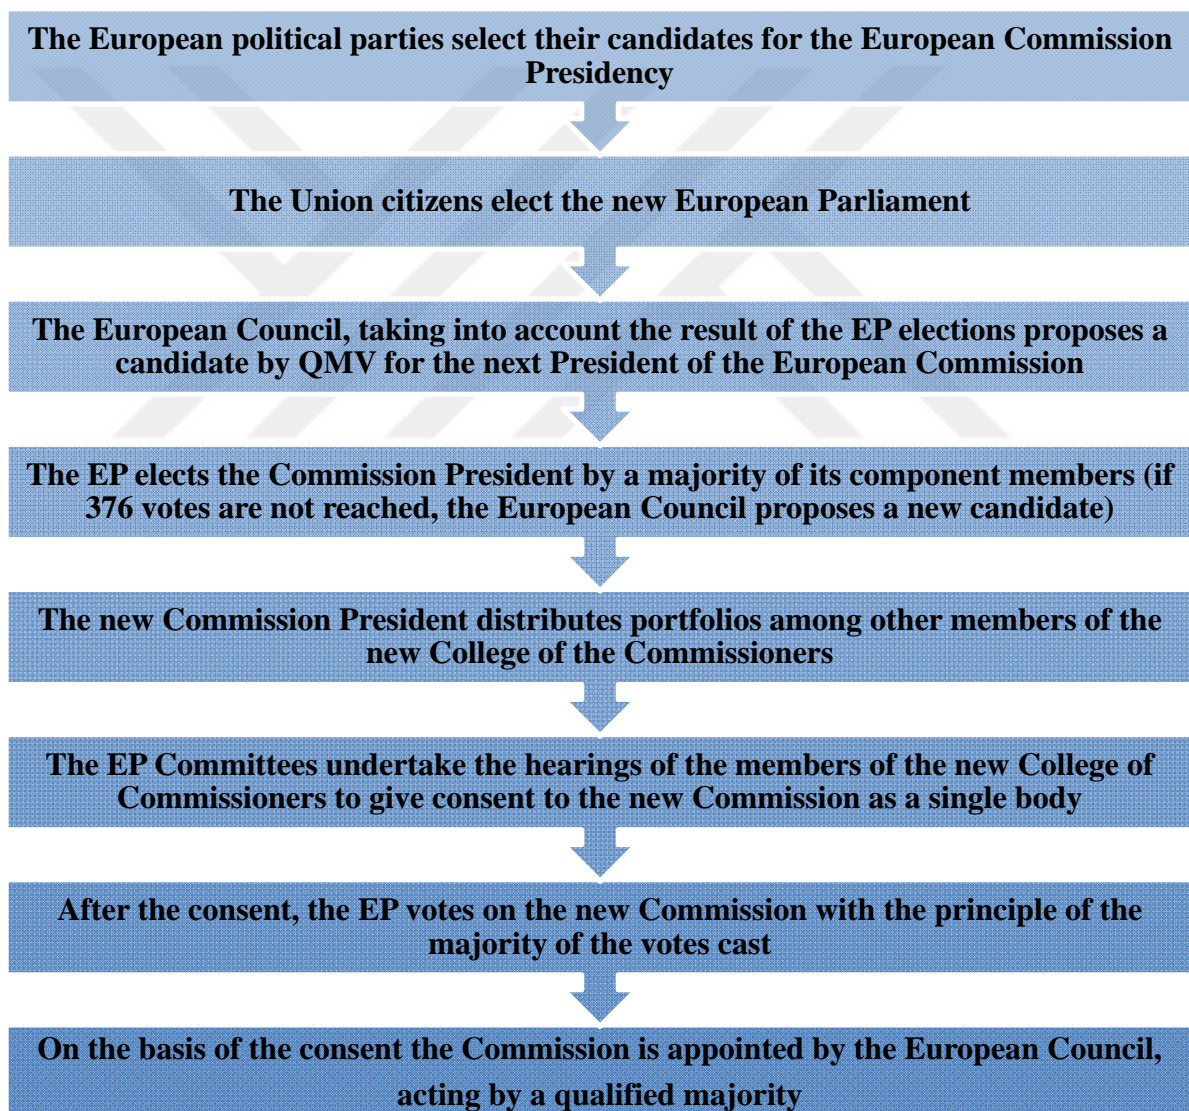 The European political parties select their candidates for the European Commission
Presidency
The Union citizens elect the new European Parliament
The European Council, taking into account the result of the EP elections proposes a
candidate by QMV for the next President of the European Commission
The EP elects the Commission President by a majority of its component members (if
376 votes are not reached, the European Council proposes a new candidate)
The new Commission President distributes portfolios among other members of the
new College of the Commissioners
The EP Committees undertake the hearings of the members of the new College of
Commissioners to give consent to the new Commission as a single body
After the consent, the EP votes on the new Commission with the principle of the
majority of the votes cast
On the basis of the consent the Commission is appointed by the European Council,
acting by a qualified majority